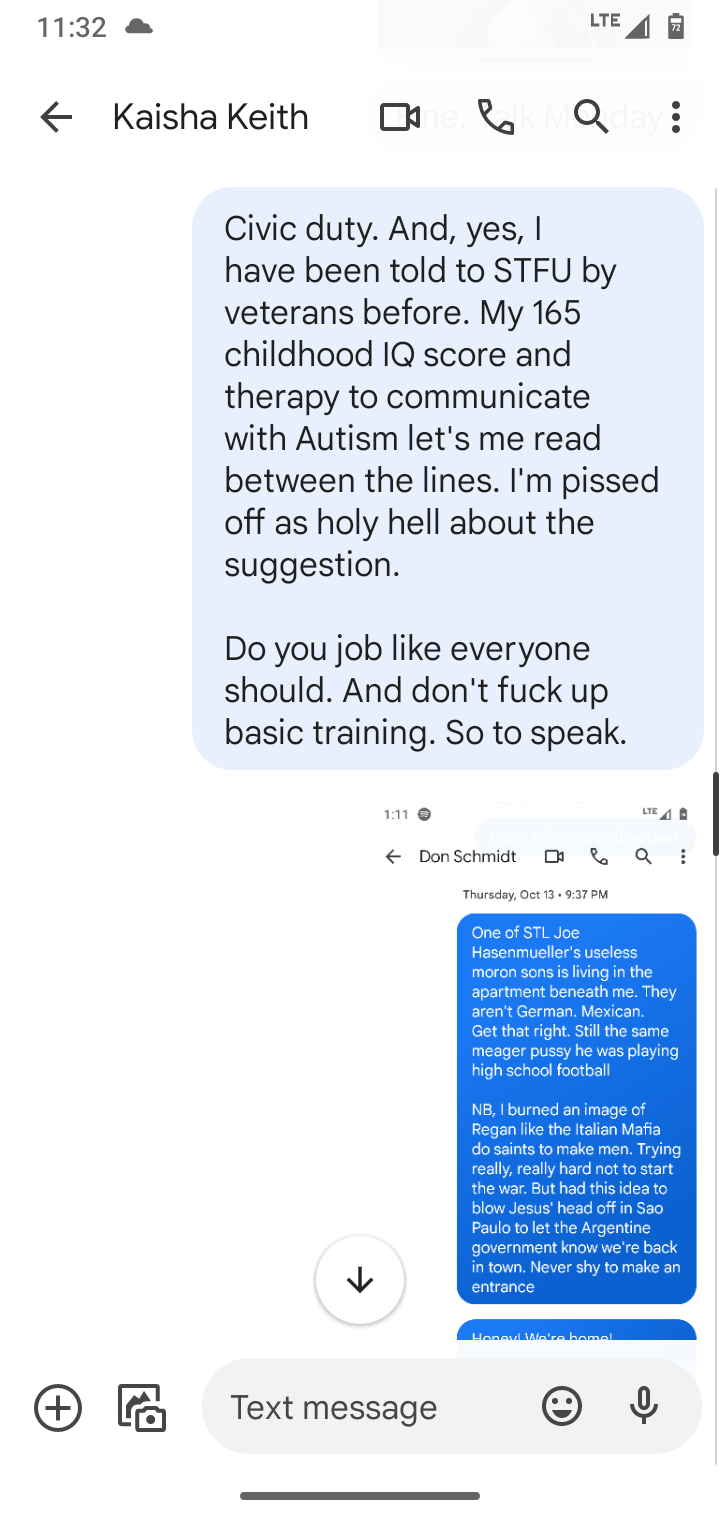 11:32
LTE
72
Kaisha Keith
Civic duty. And, yes, I
have been told to STFU by
veterans before. My 165
childhood IQ score and
therapy to communicate
with Autism let's me read
between the lines. I'm pissed
off as holy hell about the
suggestion.
Do you job like everyone
should. And don't fuck up
basic training. So to speak.
1:11
LTE
Don Schmidt
Thursday, Oct 13 • 9:37 PM
One of STL Joe
Hasenmueller's useless
moron sons is living in the
apartment beneath me. They
aren't German. Mexican.
Get that right. Still the same
meager pussy he was playing
high school football
NB, I burned an image of
Regan like the Italian Mafia
do saints to make men. Trying
really, really hard not to start
the war. But had this idea to
blow Jesus' head off in Sao
Paulo to let the Argentine
government know we're back
in town. Never shy to make an
entrance
Honey! We're home!
Text message